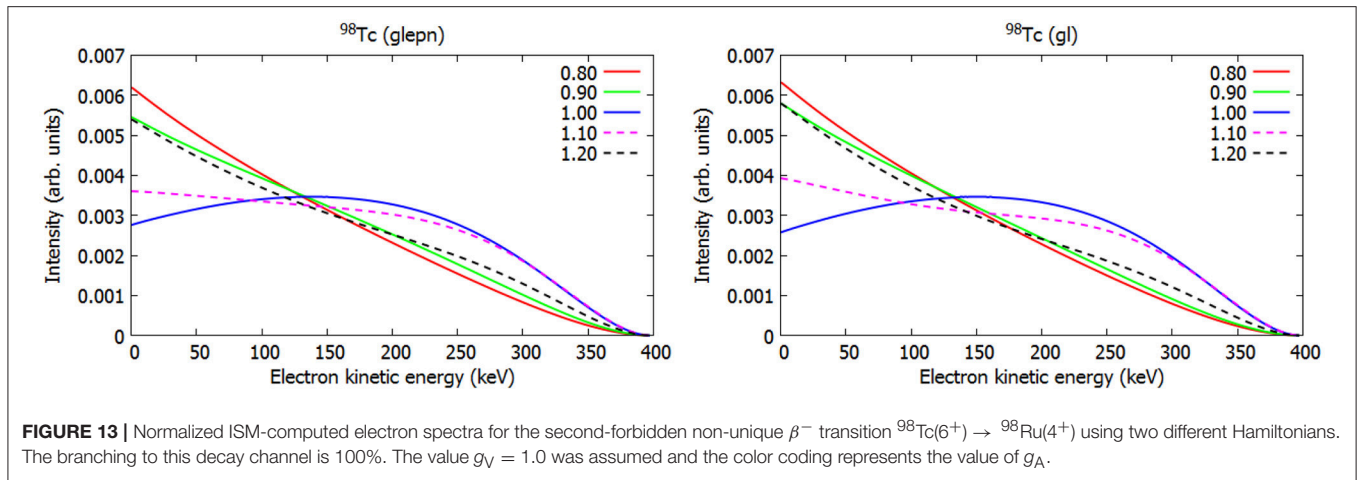 ⁹⁸Tc (glepn)
0.007
0.006
0.005
0.004
0.003
0.002
0.001
0
Intensity (arb. units)
0.80
0.90
1.00
1.10
1.20
0 50 100 150 200 250 300 350 400
Electron kinetic energy (keV)
⁹⁸Tc (gl)
0.007
0.006
0.005
0.004
0.003
0.002
0.001
0
Intensity (arb. units)
0.80
0.90
1.00
1.10
1.20
0 50 100 150 200 250 300 350 400
Electron kinetic energy (keV)
FIGURE 13 | Normalized ISM-computed electron spectra for the second-forbidden non-unique β⁻ transition ⁹⁸Tc(6⁺) → ⁹⁸Ru(4⁺) using two different Hamiltonians.
The branching to this decay channel is 100%. The value g_V = 1.0 was assumed and the color coding represents the value of g_A.